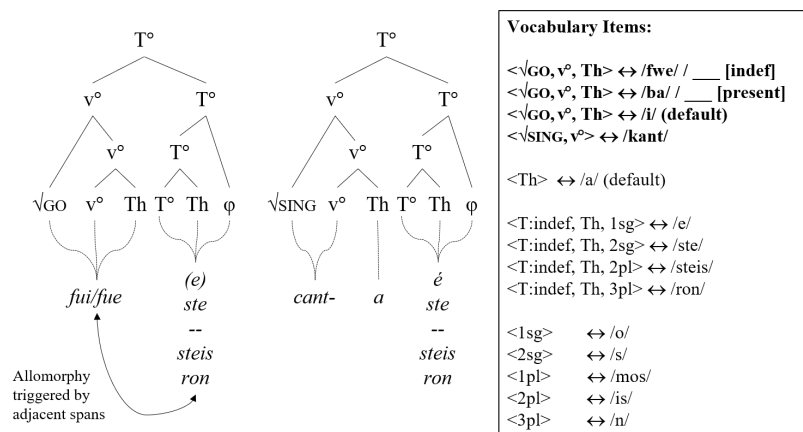 T°
v° T°
v° T°
√GO v° Th T° Th φ
fui/fue
(e)
ste
--
steis
ron
Allomorphy
triggered by
adjacent spans
T°
v° T°
v° T°
√SING v° Th T° Th φ
cant- a
é
ste
--
steis
ron
Vocabulary Items:
<√GO, v°, Th> ↔ /fwe/ / ___ [indef]
<√GO, v°, Th> ↔ /ba/ / ___ [present]
<√GO, v°, Th> ↔ /i/ (default)
<√SING, v°> ↔ /kant/
<Th> ↔ /a/ (default)
<T:indef, Th, 1sg> ↔ /e/
<T:indef, Th, 2sg> ↔ /ste/
<T:indef, Th, 2pl> ↔ /steis/
<T:indef, Th, 3pl> ↔ /ron/
<1sg> ↔ /o/
<2sg> ↔ /s/
<1pl> ↔ /mos/
<2pl> ↔ /is/
<3pl> ↔ /n/